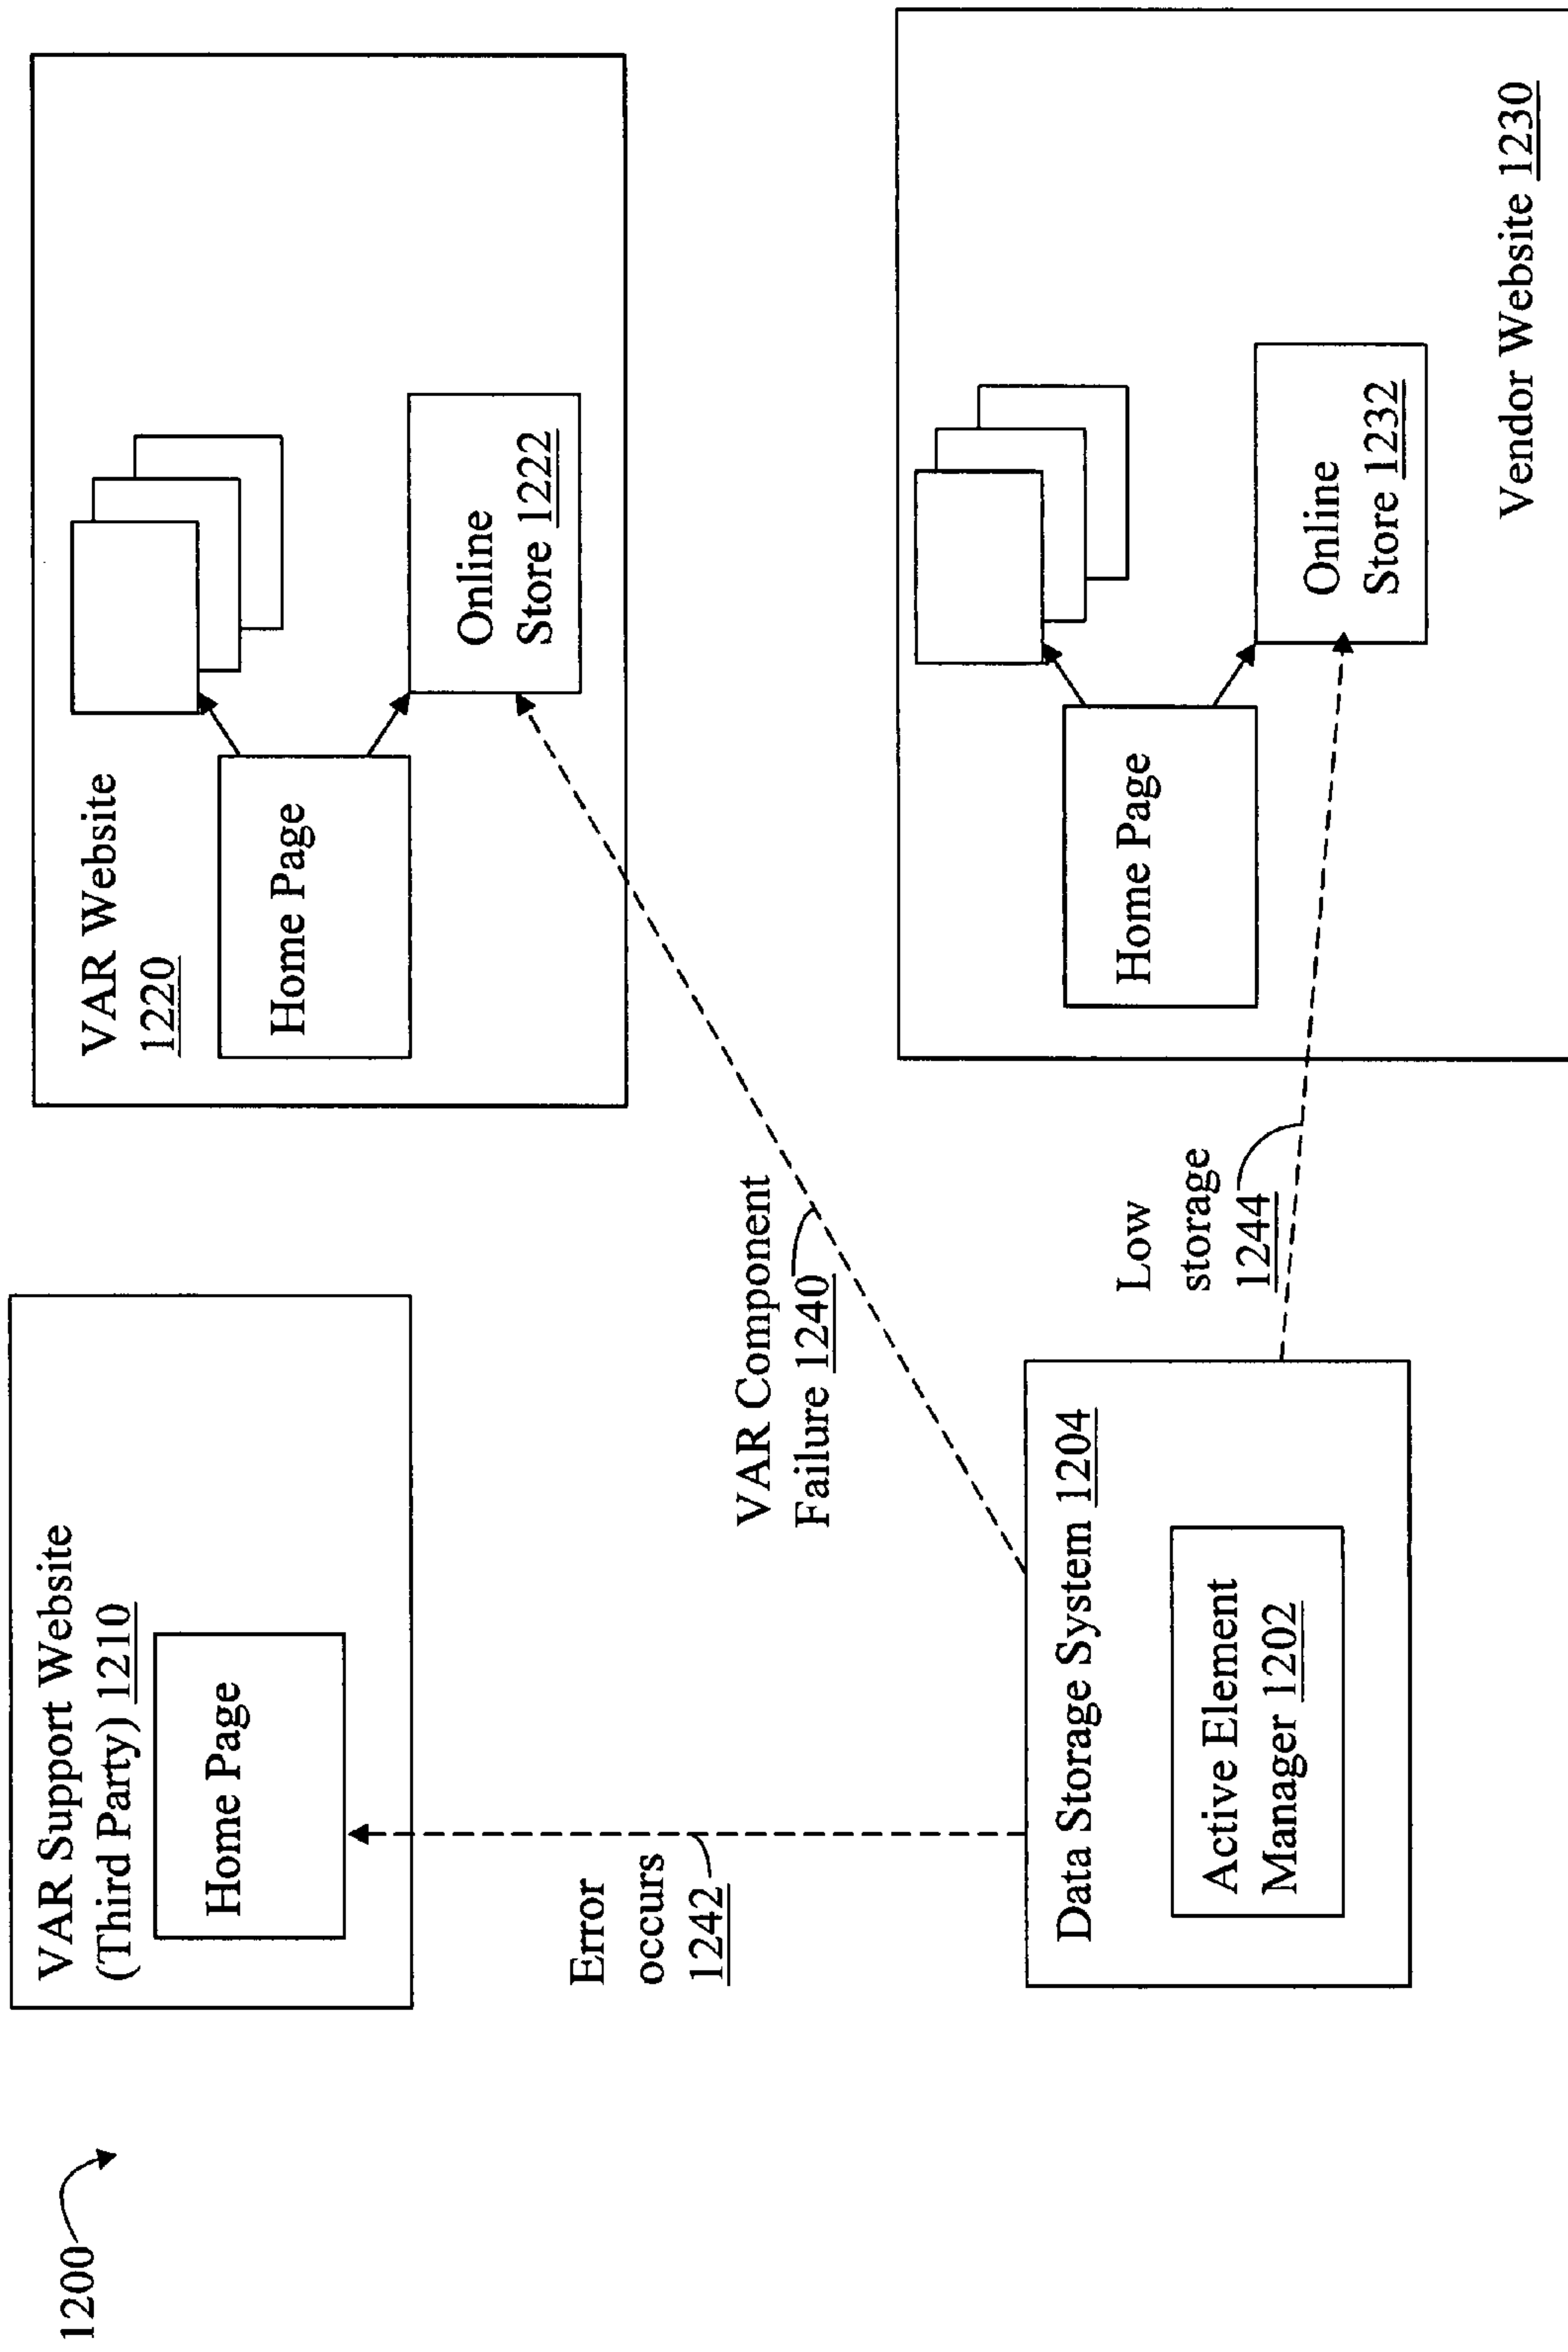 1200
VAR Support Website
(Third Party) 1210
Home Page
VAR Website
1220
Home Page
Online
Store 1222
Error
occurs
1242
VAR Component
Failure 1240
Low
storage
1244
Data Storage System 1204
Active Element
Manager 1202
Home Page
Online
Store 1232
Vendor Website 1230